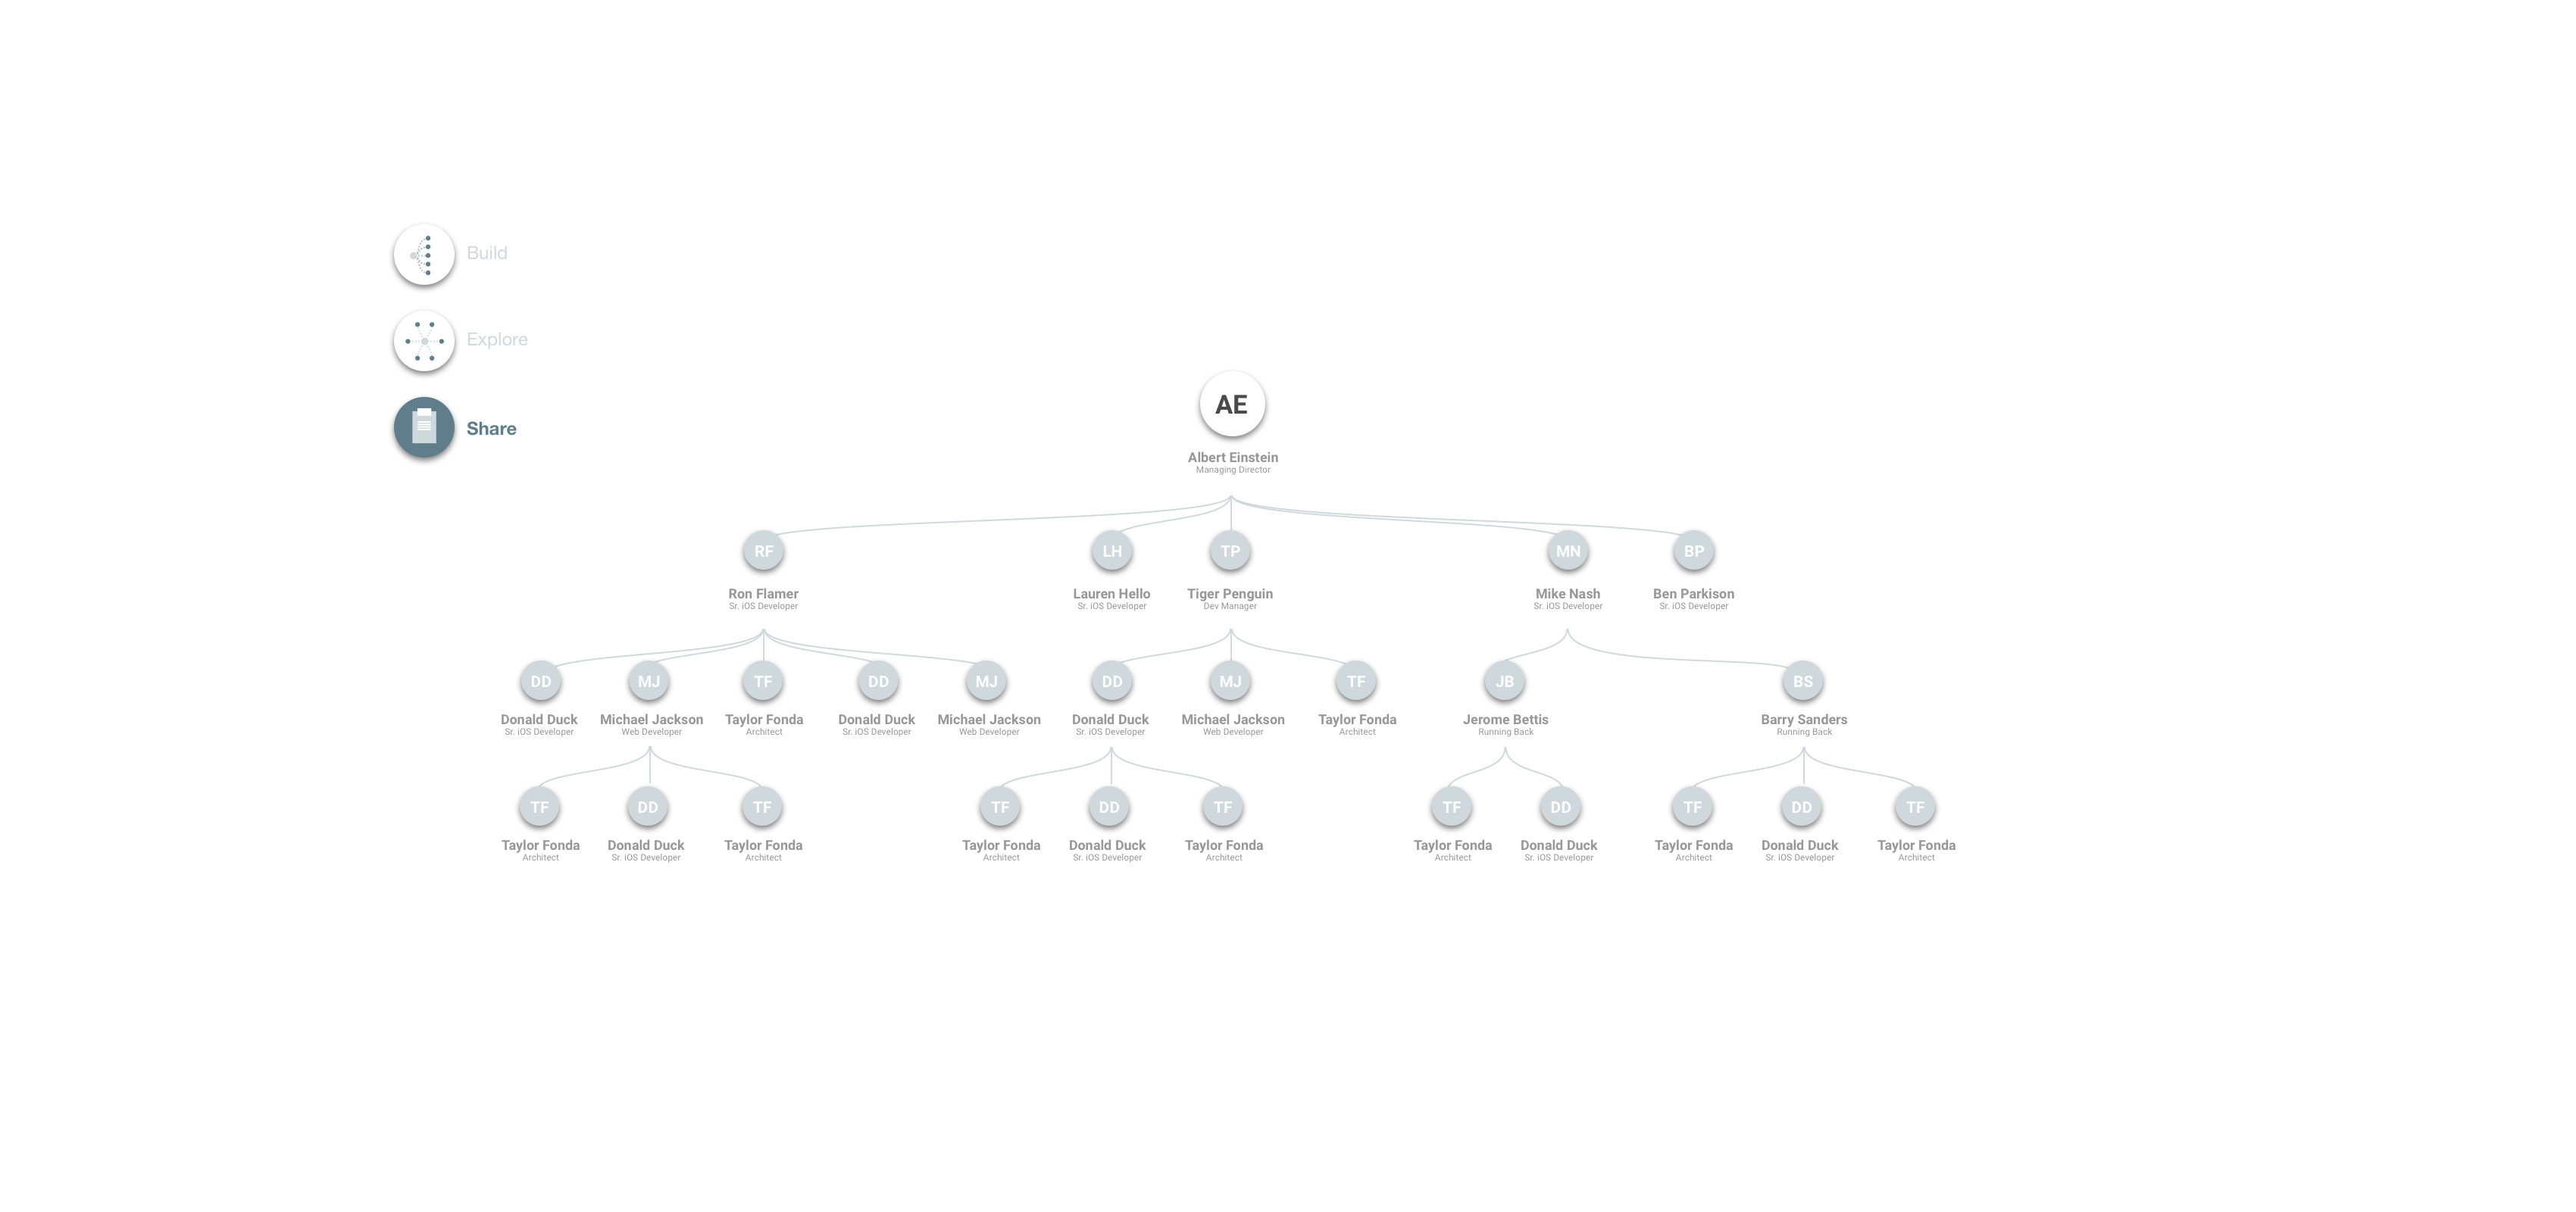 Build
Explore
Share
AE
Albert Einstein
Managing Director
RF LH TP MN BP
Ron Flamer Lauren Hello Tiger Penguin Mike Nash Ben Parkison
Sr. iOS Developer Sr. iOS Developer Dev Manager Sr. iOS Developer Sr. iOS Developer
DD MJ TF DD MJ DD MJ TF JB BS
Donald Duck Michael Jackson Taylor Fonda Donald Duck Michael Jackson Donald Duck Michael Jackson Taylor Fonda Jerome Bettis Barry Sanders
Sr. iOS Developer Web Developer Architect Sr. iOS Developer Web Developer Sr. iOS Developer Web Developer Architect Running Back Running Back
TF DD TF TF DD TF TF DD TF DD TF
Taylor Fonda Donald Duck Taylor Fonda Taylor Fonda Donald Duck Taylor Fonda Taylor Fonda Donald Duck Taylor Fonda Donald Duck Taylor Fonda
Architect Sr. iOS Developer Architect Architect Sr. iOS Developer Architect Architect Sr. iOS Developer Architect Sr. iOS Developer Architect